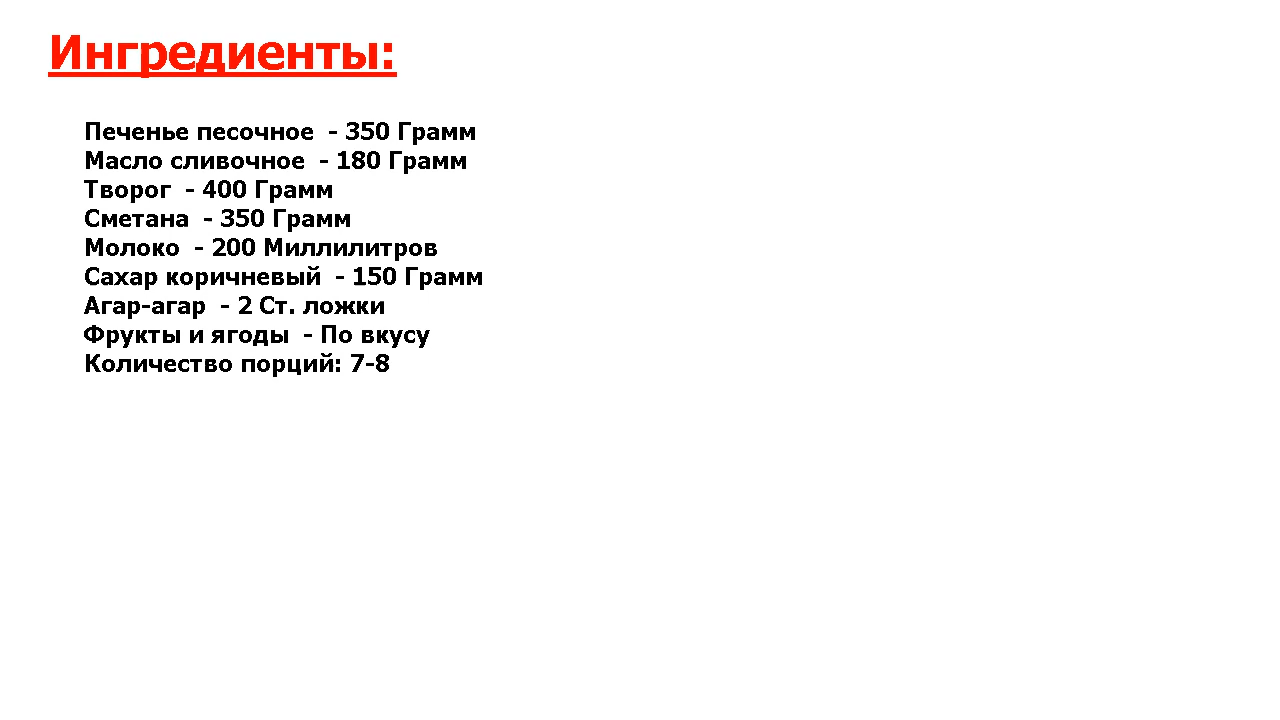 Ингредиенты:
Печенье песочное  - 350 Грамм
Масло сливочное  - 180 Грамм
Творог  - 400 Грамм
Сметана  - 350 Грамм
Молоко  - 200 Миллилитров
Сахар коричневый  - 150 Грамм
Агар-агар  - 2 Ст. ложки
Фрукты и ягоды  - По вкусу
Количество порций: 7-8